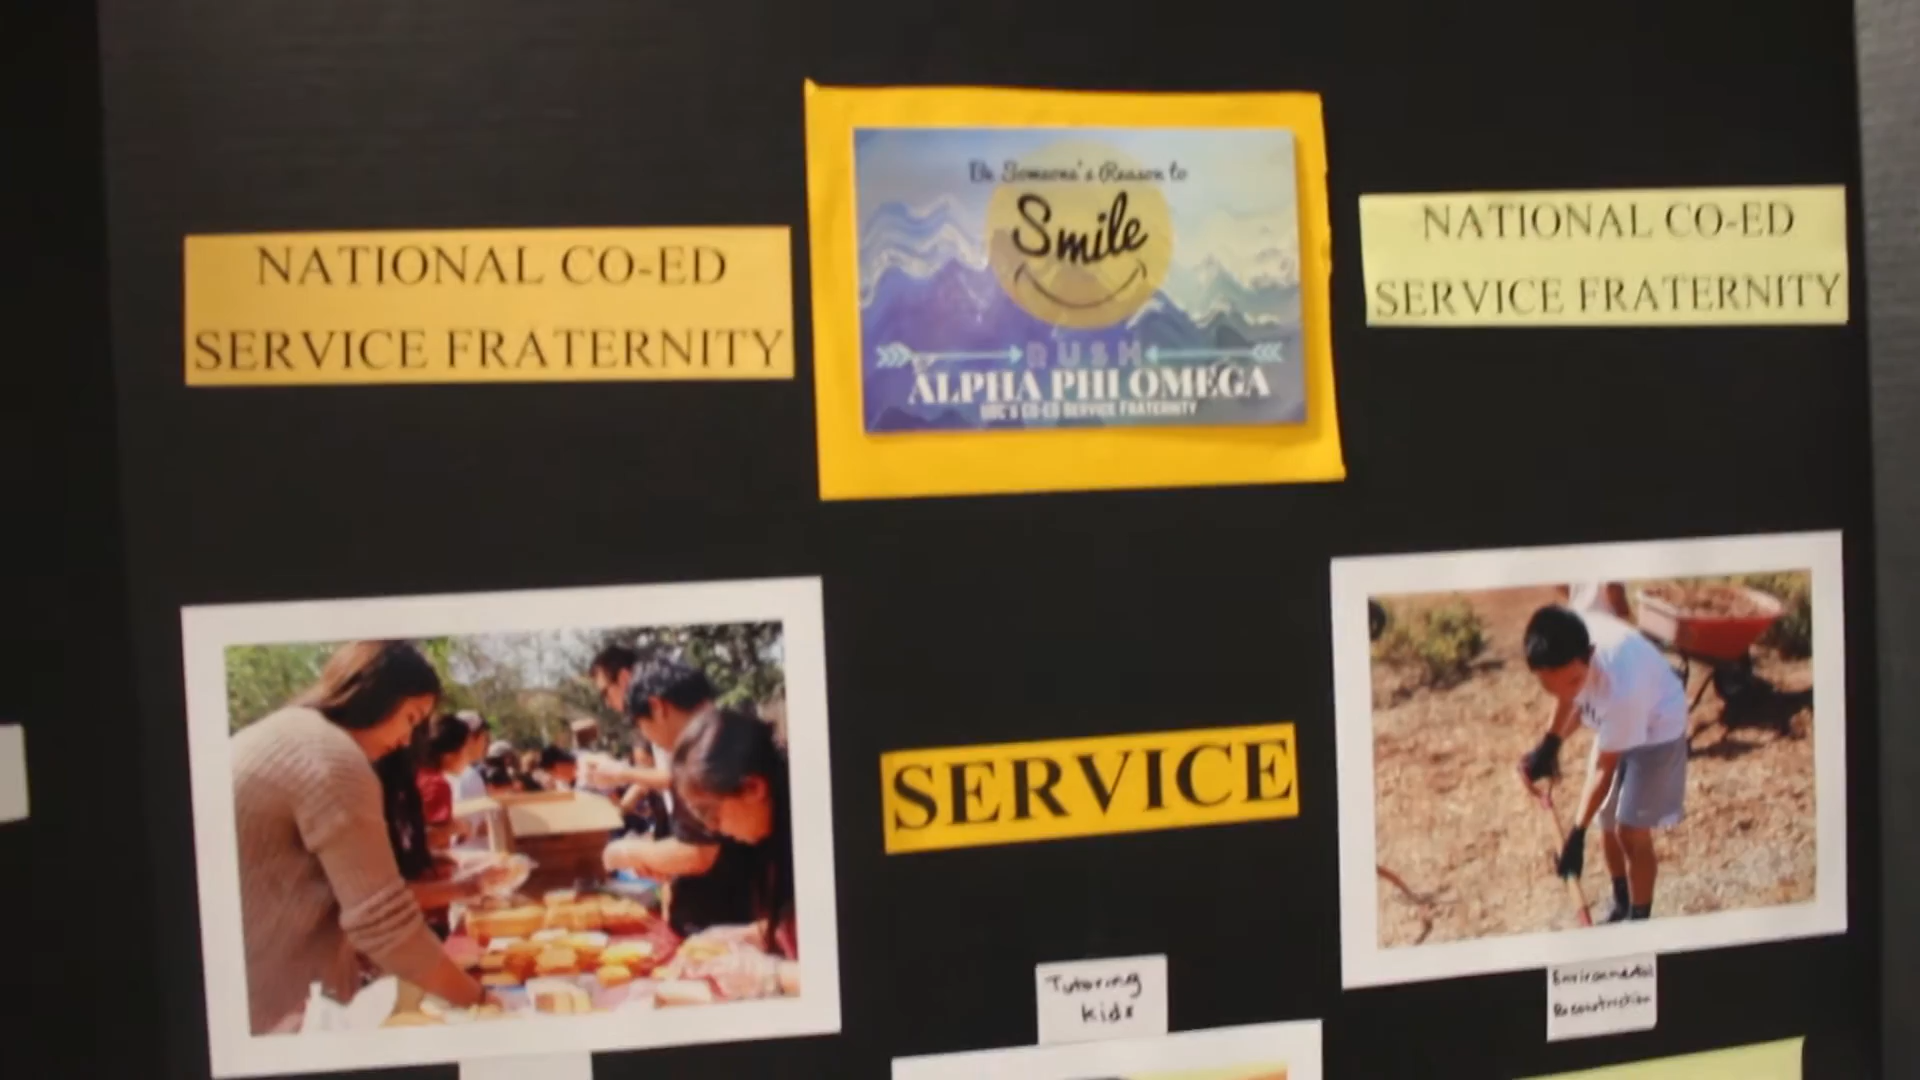 Be Someone's Reason to
Smile
NATIONAL CO-ED
SERVICE FRATERNITY
RUSH
ALPHA PHI OMEGA
CO-ED SERVICE FRATERNITY
NATIONAL CO-ED
SERVICE FRATERNITY
SERVICE
Tutoring
kids
Environmental
Reconstruction